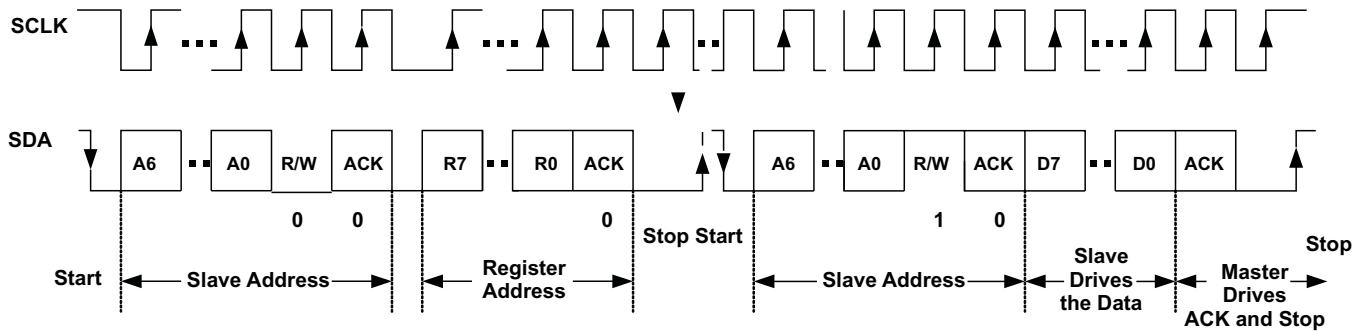 SCLK
SDA
A6 A0 R/W ACK R7 R0 ACK A6 A0 R/W ACK D7 D0 ACK
0 0 0 1 0
Start
Slave Address
Register
Address
Stop Start
Slave Address
Slave
Drives
the Data
Master
Drives
ACK and Stop
Stop